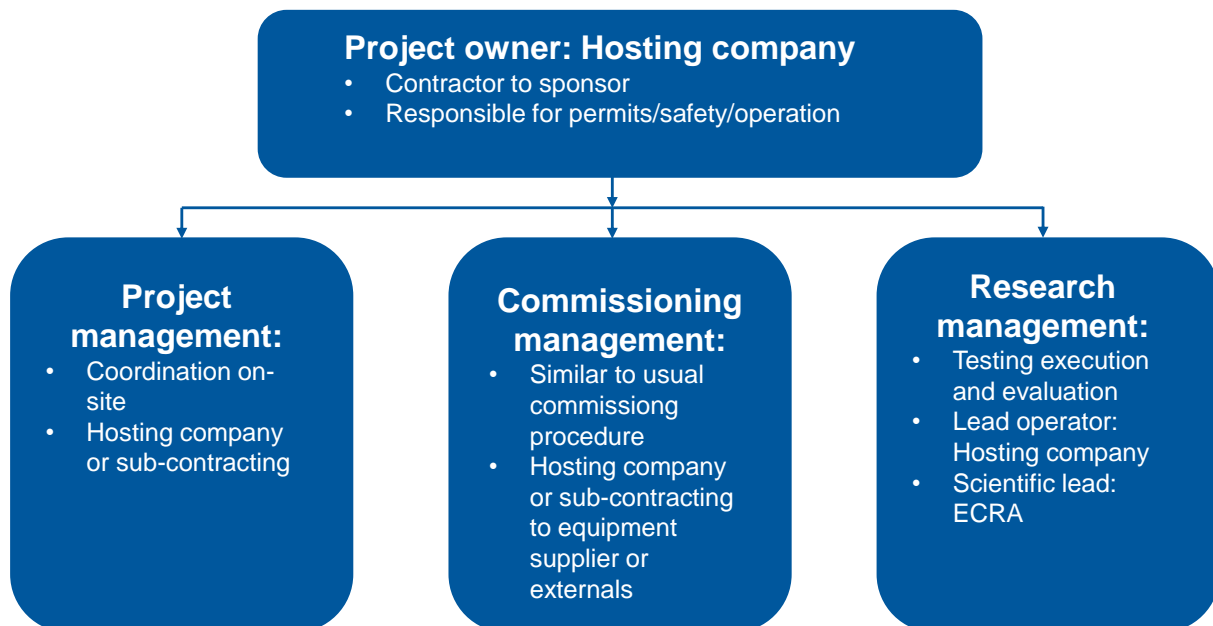 Project owner: Hosting company
• Contractor to sponsor
• Responsible for permits/safety/operation
Project
management:
• Coordination on-
site
• Hosting company
or sub-contracting
Commissioning
management:
• Similar to usual
commissiong
procedure
• Hosting company
or sub-contracting
to equipment
supplier or
externals
Research
management:
• Testing execution
and evaluation
• Lead operator:
Hosting company
• Scientific lead:
ECRA